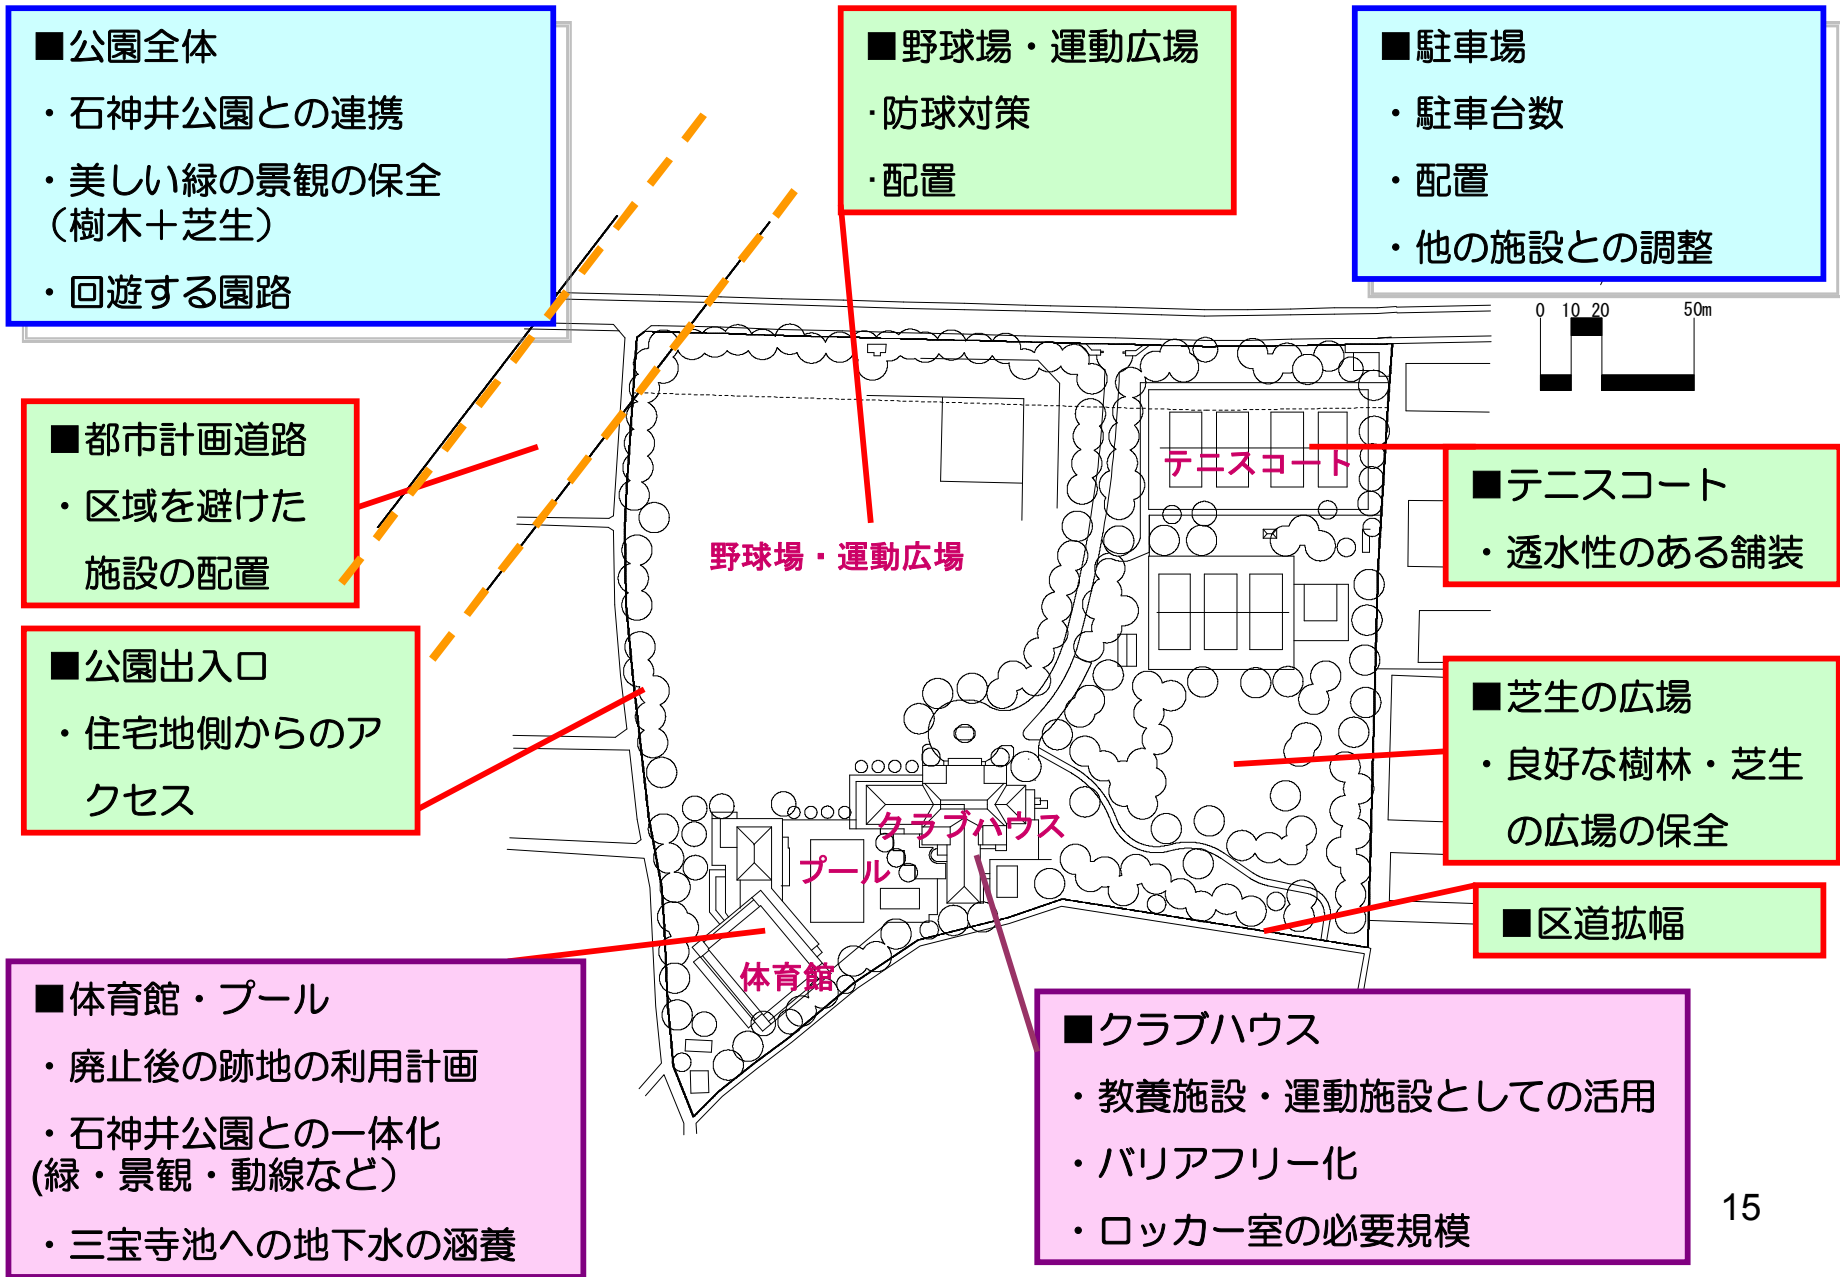 ■公園全体
・石神井公園との連携
・美しい緑の景観の保全
（樹木＋芝生）
・回遊する園路
■野球場・運動広場
・防球対策
・配置
■駐車場
・駐車台数
・配置
・他の施設との調整
0 10 20 50m
■都市計画道路
・区域を避けた
施設の配置
■公園出入口
・住宅地側からのア
クセス
テニスコート
野球場・運動広場
クラブハウス
プール
体育館
■テニスコート
・透水性のある舗装
■芝生の広場
・良好な樹林・芝生
の広場の保全
■区道拡幅
■体育館・プール
・廃止後の跡地の利用計画
・石神井公園との一体化
(緑・景観・動線など）
・三宝寺池への地下水の涵養
■クラブハウス
・教養施設・運動施設としての活用
・バリアフリー化
・ロッカー室の必要規模
15